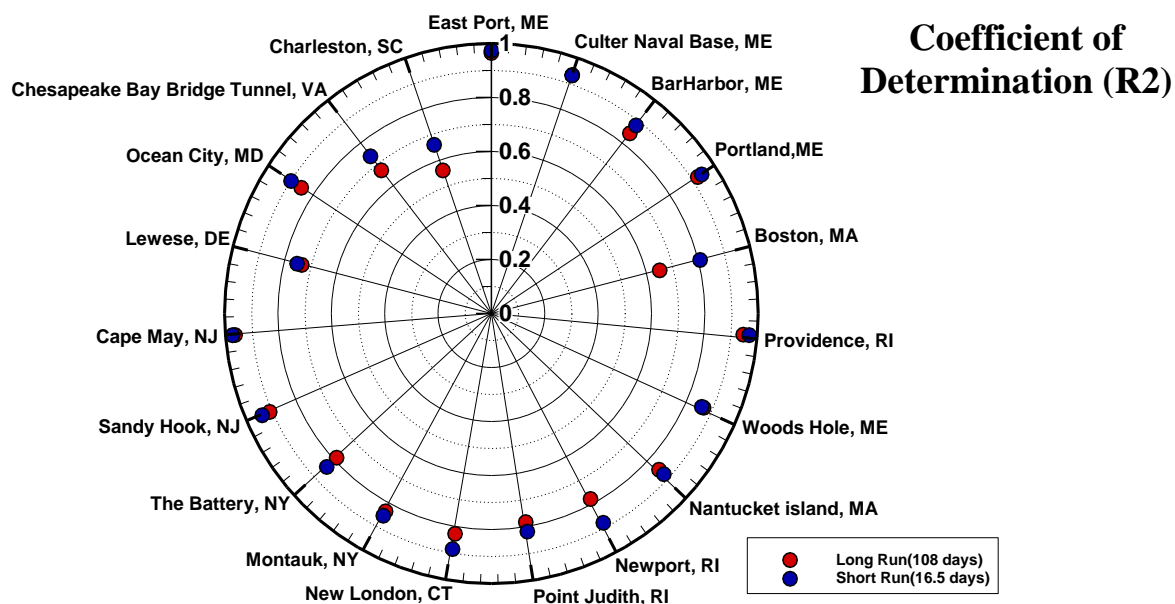 Coefficient of
Determination (R2)
East Port, ME
Culter Naval Base, ME
BarHarbor, ME
Portland,ME
Boston, MA
Providence, RI
Woods Hole, ME
Nantucket island, MA
Newport, RI
Point Judith, RI
New London, CT
Montauk, NY
The Battery, NY
Sandy Hook, NJ
Cape May, NJ
Lewese, DE
Ocean City, MD
Chesapeake Bay Bridge Tunnel, VA
Charleston, SC
1
0.8
0.6
0.4
0.2
0
Long Run(108 days)
Short Run(16.5 days)